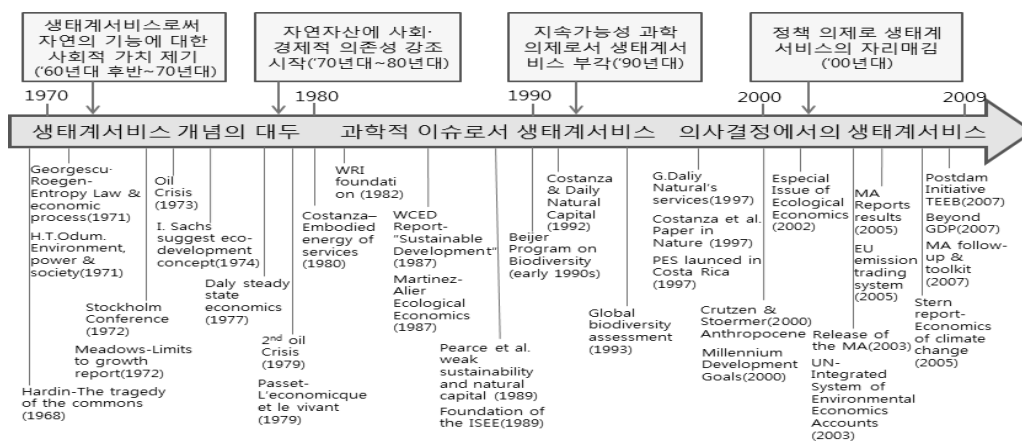 생태계서비스로써
자연의 기능에 대한
사회적 가치 제기
('60년대 후반~70년대)
자연자산에 사회·
경제적 의존성 강조
시작('70년대~80년대)
지속가능성 과학
의제로서 생태계서
비스 부각('90년대)
정책 의제로 생태계
서비스의 자리매김
('00년대)
1970
1980
1990
2000
2009
생태계서비스 개념의 대두
과학적 이슈로서 생태계서비스
의사결정에서의 생태계서비스
Georgescu-
Roegen-
Entropy Law &
economic
process(1971)
H.T.Odum.
Environment,
power &
society(1971)
Stockholm
Conference
(1972)
Meadows-Limits
to growth
report(1972)
Hardin-The tragedy
of the commons
(1968)
Oil
Crisis
(1973)
I. Sachs
suggest eco-
development
concept(1974)
Daly steady
state
economics
(1977)
2nd oil
Crisis
(1979)
Passet-
L'economicque
et le vivant
(1979)
WRI
foundati
on (1982)
Costanza–
Embodied
energy of
services
(1980)
WCED
Report-
"Sustainable
Development"
(1987)
Martinez-
Alier
Ecological
Economics
(1987)
Pearce et al.
weak
sustainability
and natural
capital (1989)
Foundation of
the ISEE(1989)
Beijer
Program on
Biodiversity
(early 1990s)
Costanza
& Daily
Natural
Capital
(1992)
Global
biodiversity
assessment
(1993)
G.Daliy
Natural's
services(1997)
Costanza et al.
Paper in
Nature (1997)
PES launced in
Costa Rica
(1997)
Crutzen &
Stoermer(2000)
Anthropocene
Millennium
Development
Goals(2000)
Especial
Issue of
Ecological
Economics
(2002)
Release of
the MA(2003)
UN-
Integrated
System of
Environmental
Economics
Accounts
(2003)
MA
Reports
results
(2005)
EU
emission
trading
system
(2005)
Postdam
Initiative
TEEB(2007)
Beyond
GDP(2007)
MA follow-
up & toolkit
(2007)
Stern
report-
Economics
of climate
change
(2005)